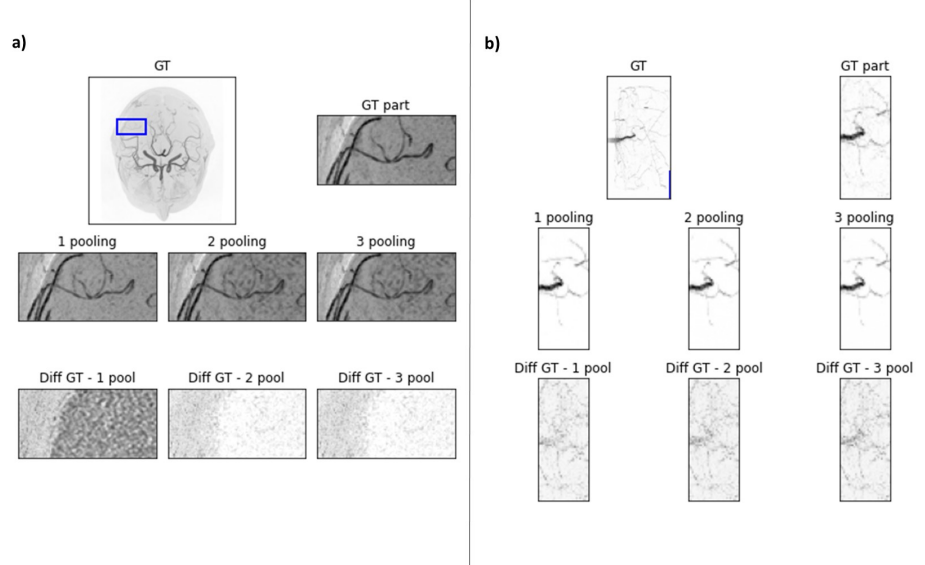 a)
GT
GT part
1 pooling
2 pooling
3 pooling
Diff GT - 1 pool
Diff GT - 2 pool
Diff GT - 3 pool
b)
GT
GT part
1 pooling
2 pooling
3 pooling
Diff GT - 1 pool
Diff GT - 2 pool
Diff GT - 3 pool